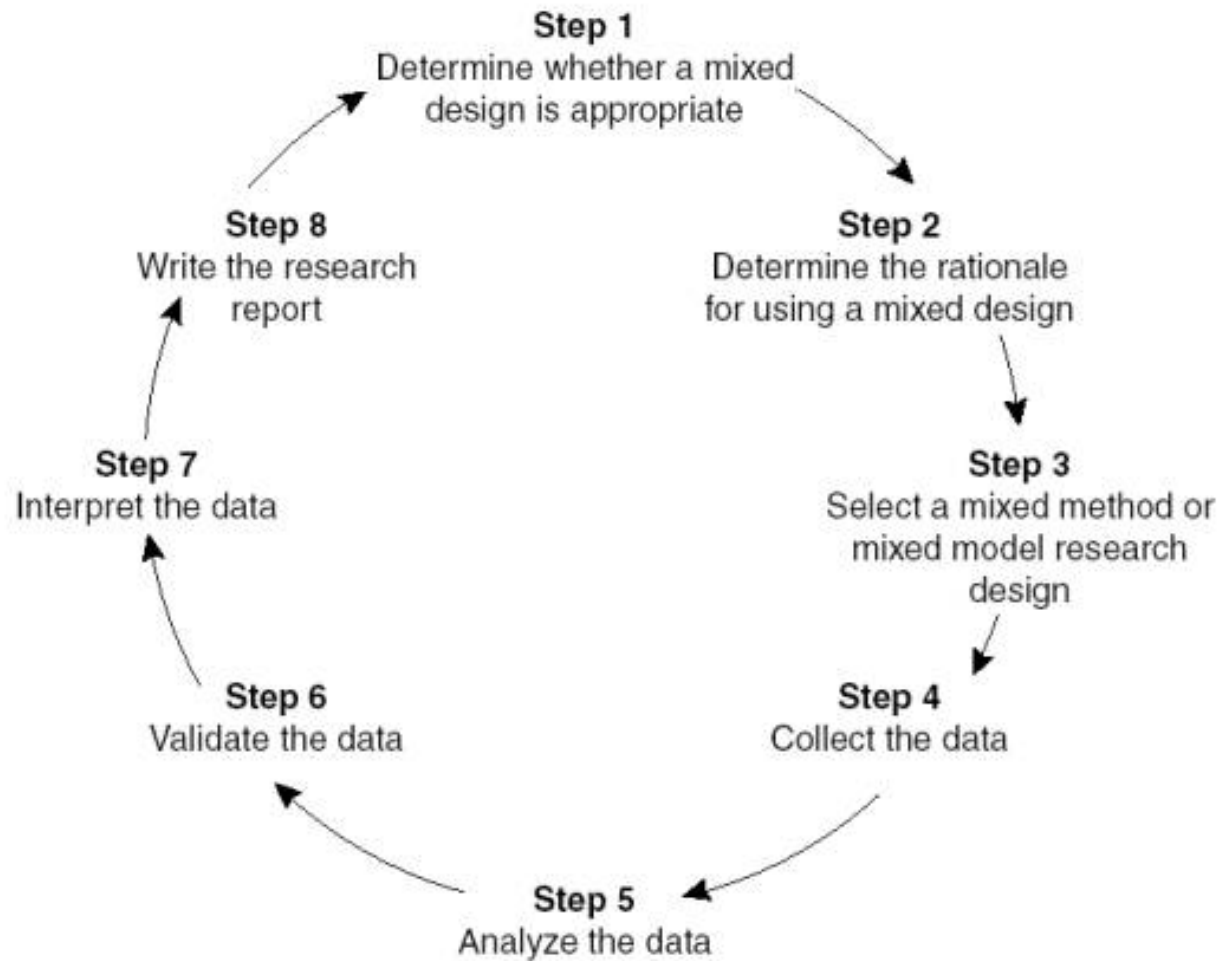 Step 1
Determine whether a mixed
design is appropriate
Step 2
Determine the rationale
for using a mixed design
Step 3
Select a mixed method or
mixed model research
design
Step 4
Collect the data
Step 5
Analyze the data
Step 6
Validate the data
Step 7
Interpret the data
Step 8
Write the research
report